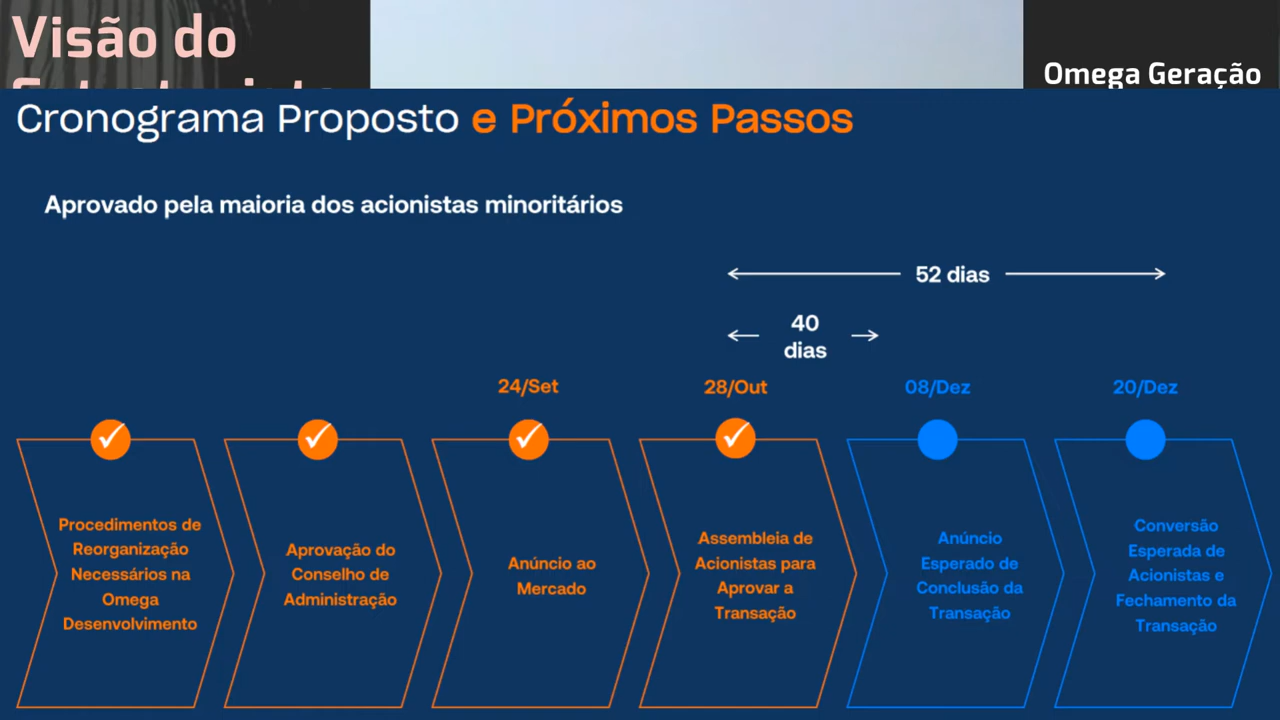 Visão do
Omega Geração
Cronograma Proposto e Próximos Passos
Aprovado pela maioria dos acionistas minoritários
52 dias
40
dias
24/Set
28/Out
08/Dez
20/Dez
Procedimentos de
Reorganização
Necessários na
Omega
Desenvolvimento
Aprovação do
Conselho de
Administração
Anúncio ao
Mercado
Assembleia de
Acionistas para
Aprovar a
Transação
Anúncio
Esperado de
Conclusão da
Transação
Conversão
Esperada de
Acionistas e
Fechamento da
Transação